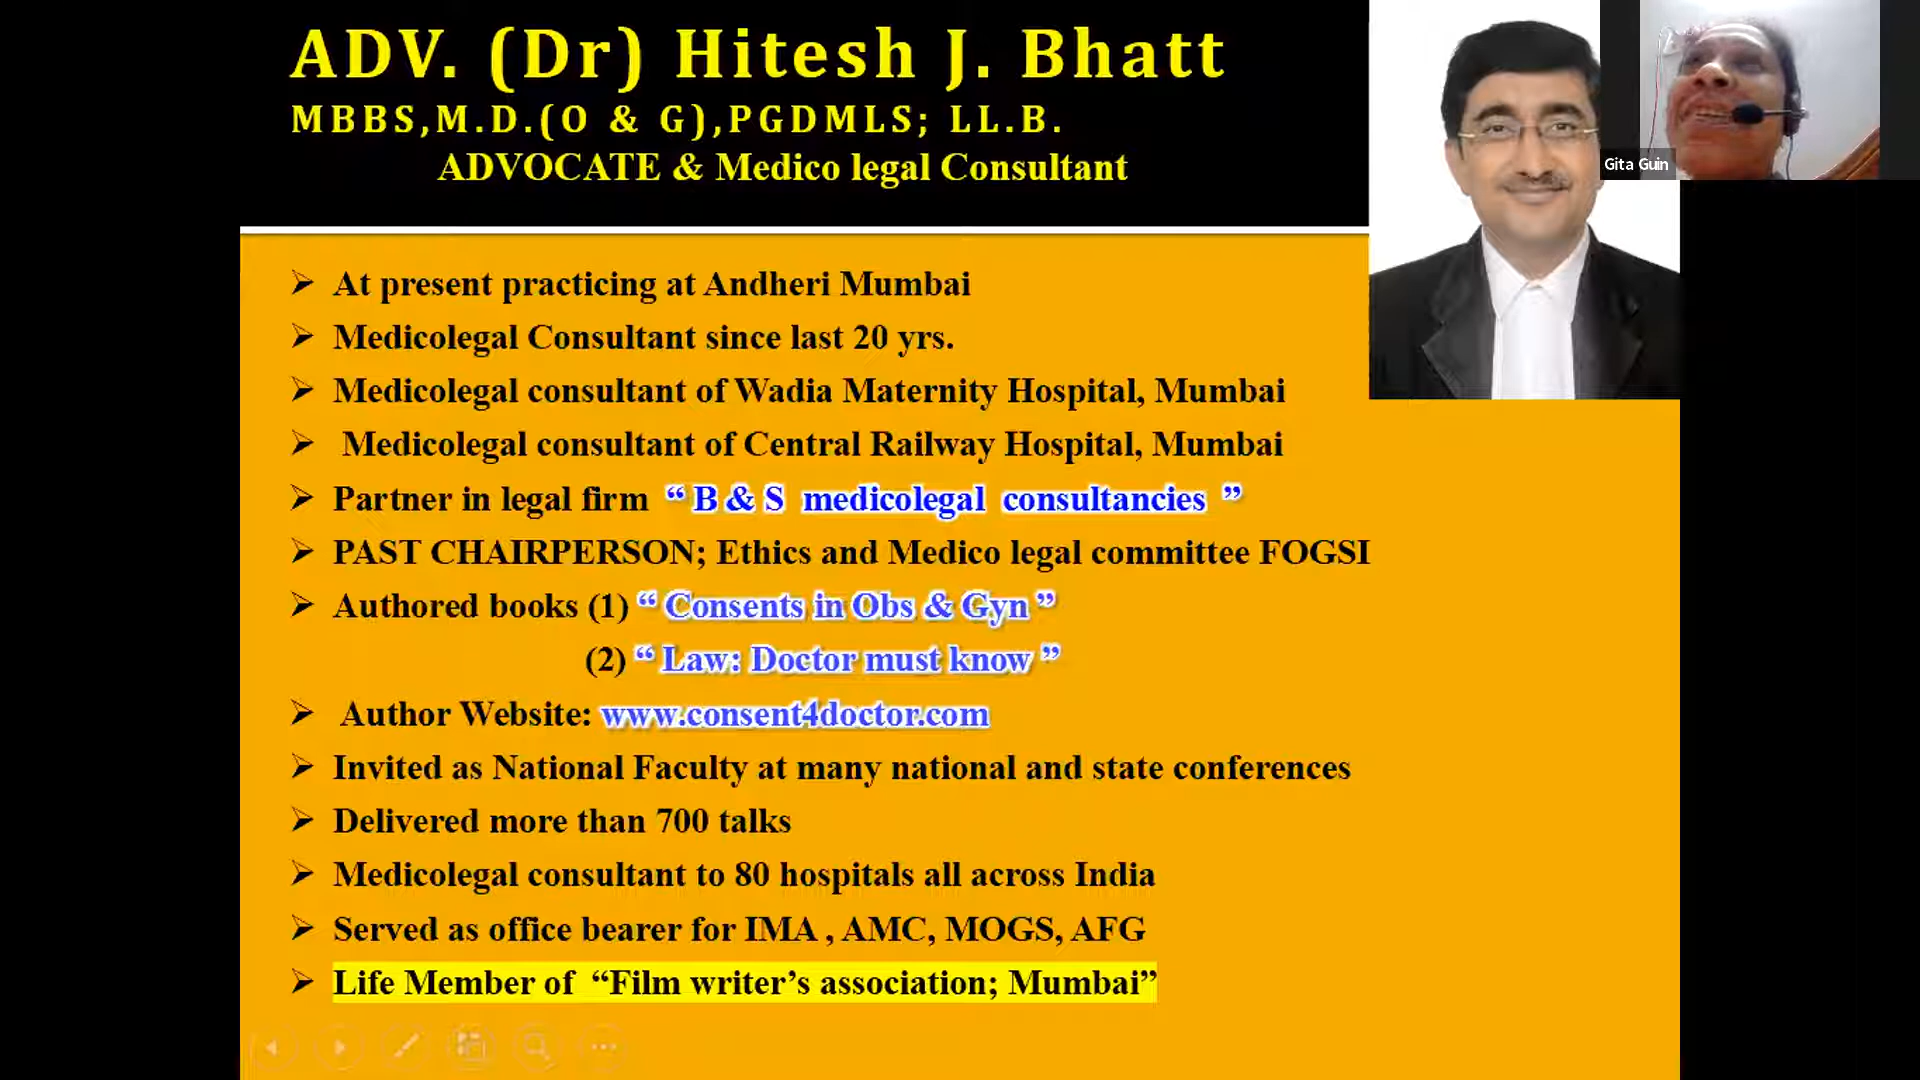 ADV. (Dr) Hitesh J. Bhatt
MBBS,M.D.(O & G),PGDMLS; LL.B.
ADVOCATE & Medico legal Consultant
Gita Guin
➢ At present practicing at Andheri Mumbai
➢ Medicolegal Consultant since last 20 yrs.
➢ Medicolegal consultant of Wadia Maternity Hospital, Mumbai
➢ Medicolegal consultant of Central Railway Hospital, Mumbai
➢ Partner in legal firm “ B & S medicolegal consultancies ”
➢ PAST CHAIRPERSON; Ethics and Medico legal committee FOGSI
➢ Authored books (1) “ Consents in Obs & Gyn ”
(2) “ Law: Doctor must know ”
➢ Author Website: www.consent4doctor.com
➢ Invited as National Faculty at many national and state conferences
➢ Delivered more than 700 talks
➢ Medicolegal consultant to 80 hospitals all across India
➢ Served as office bearer for IMA , AMC, MOGS, AFG
➢ Life Member of “Film writer’s association; Mumbai”